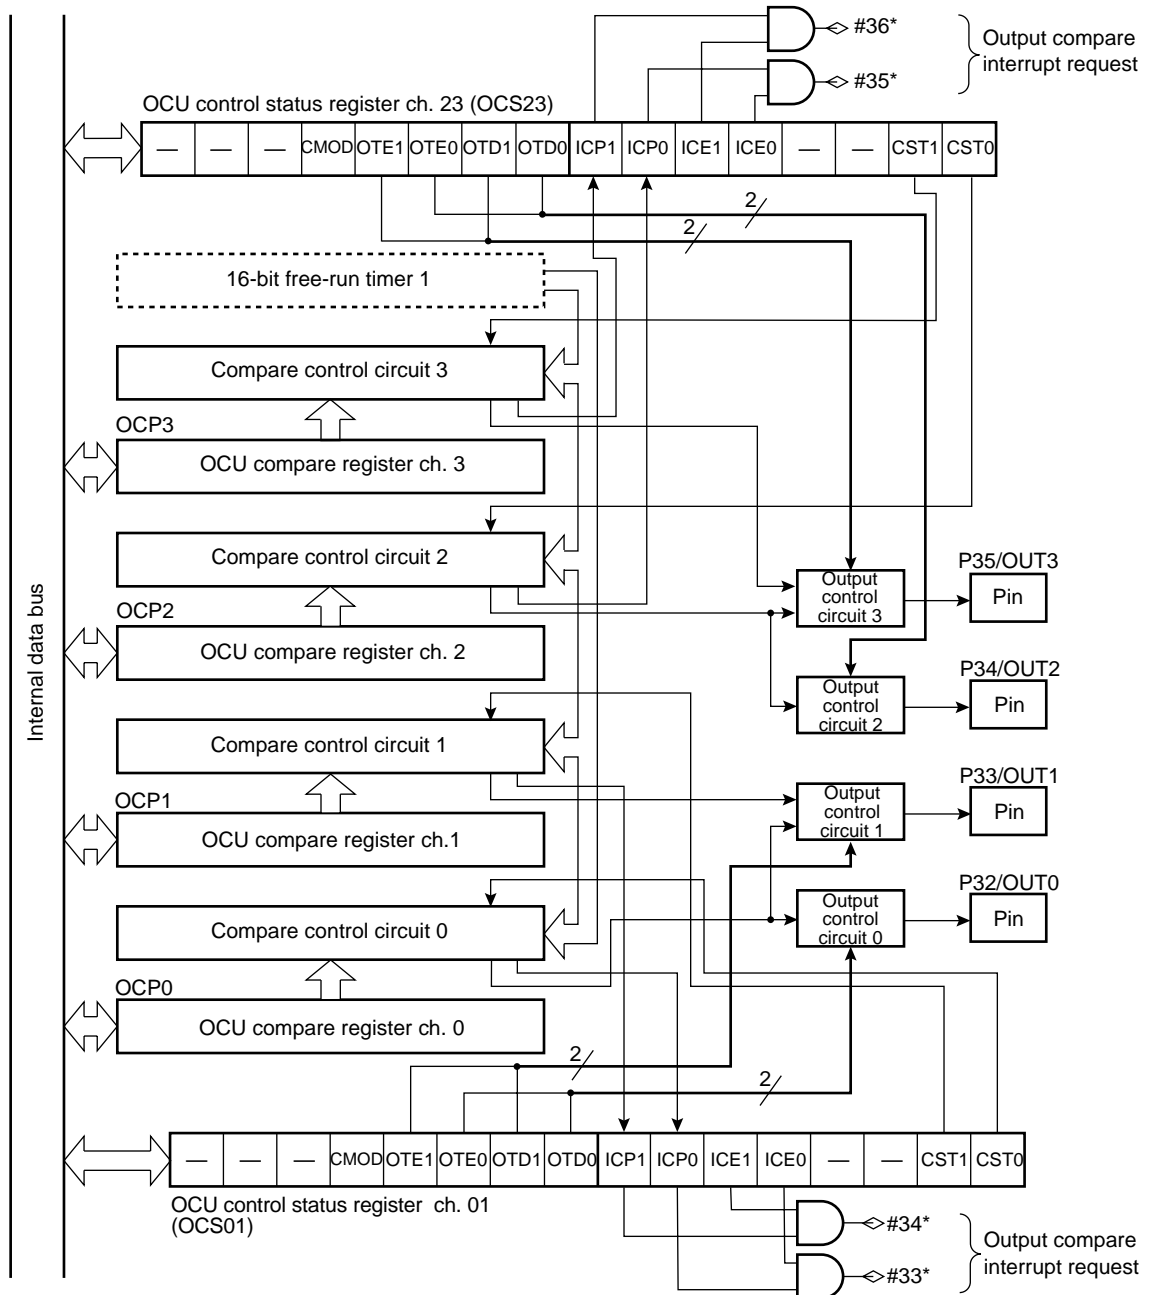 #36*
Output compare
interrupt request
#35*
OCU control status register ch. 23 (OCS23)
— — — CMOD OTE1 OTE0 OTD1 OTD0 ICP1 ICP0 ICE1 ICE0 — — CST1 CST0
2
2
16-bit free-run timer 1
Compare control circuit 3
OCP3
OCU compare register ch. 3
Compare control circuit 2
OCP2
OCU compare register ch. 2
Output
control
circuit 3
P35/OUT3
Pin
Internal data bus
Output
control
circuit 2
P34/OUT2
Pin
Compare control circuit 1
OCP1
OCU compare register ch.1
Output
control
circuit 1
P33/OUT1
Pin
Compare control circuit 0
Output
control
circuit 0
P32/OUT0
Pin
OCP0
OCU compare register ch. 0
2
2
— — — CMOD OTE1 OTE0 OTD1 OTD0 ICP1 ICP0 ICE1 ICE0 — — CST1 CST0
OCU control status register ch. 01
(OCS01)
#34*
Output compare
interrupt request
#33*